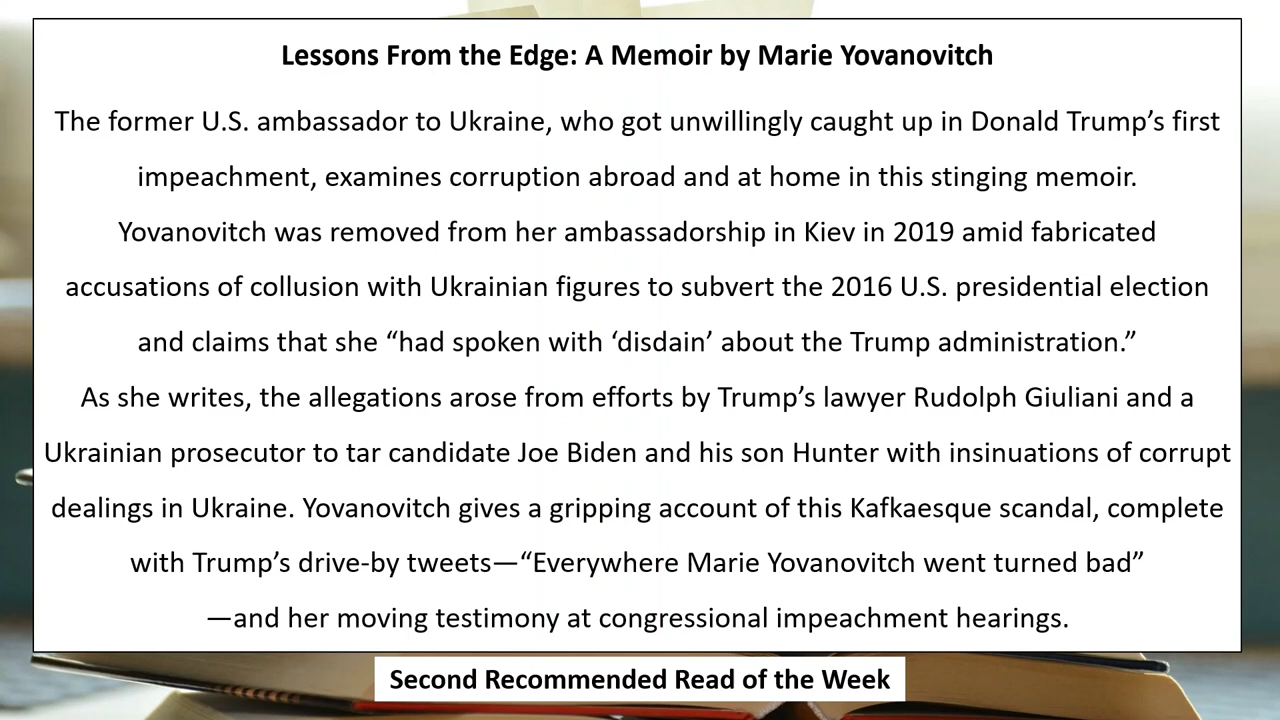 Lessons From the Edge: A Memoir by Marie Yovanovitch
The former U.S. ambassador to Ukraine, who got unwillingly caught up in Donald Trump’s first
impeachment, examines corruption abroad and at home in this stinging memoir.
Yovanovitch was removed from her ambassadorship in Kiev in 2019 amid fabricated
accusations of collusion with Ukrainian figures to subvert the 2016 U.S. presidential election
and claims that she “had spoken with ‘disdain’ about the Trump administration.”
As she writes, the allegations arose from efforts by Trump’s lawyer Rudolph Giuliani and a
Ukrainian prosecutor to tar candidate Joe Biden and his son Hunter with insinuations of corrupt
dealings in Ukraine. Yovanovitch gives a gripping account of this Kafkaesque scandal, complete
with Trump’s drive-by tweets—“Everywhere Marie Yovanovitch went turned bad”
—and her moving testimony at congressional impeachment hearings.
Second Recommended Read of the Week